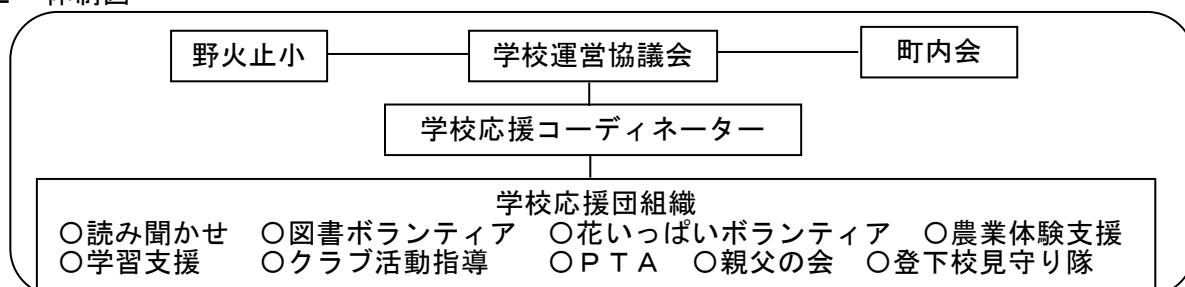 野火止小 学校運営協議会 町内会
学校応援コーディネーター
学校応援団組織
○読み聞かせ ○図書ボランティア ○花いっぱいボランティア ○農業体験支援
○学習支援 ○クラブ活動指導 ○ＰＴＡ ○親父の会 ○登下校見守り隊